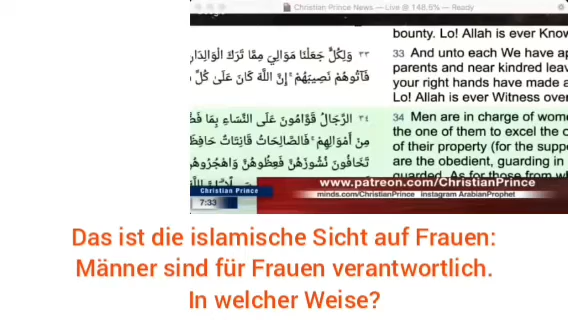 Christian Prince News — Live @ 148.5% — Ready
bounty. Lo! Allah is ever Know
٣٣ وَلِكُلٍّ جَعَلْنَا مَوَالِيَ مِمَّا تَرَكَ الْوَالِدَانِ
33 And unto each We have ap
parents and near kindred leav
فَآتُوهُمْ نَصِيبَهُمْ ۚ إِنَّ اللَّهَ كَانَ عَلَىٰ كُلِّ
your right hands have made a
Lo! Allah is ever Witness over
٣٤ الرِّجَالُ قَوَّامُونَ عَلَى النِّسَاءِ بِمَا فَضَّ
34 Men are in charge of wome
the one of them to excel the o
مِنْ أَمْوَالِهِمْ ۚ فَالصَّالِحَاتُ قَانِتَاتٌ حَافِظَ
of their property (for the suppo
تَخَافُونَ نُشُوزَهُنَّ فَعِظُوهُنَّ وَاهْجُرُوهُنَّ
are the obedient, guarding in
guarded. As for those from wh
www.patreon.com/ChristianPrince
Christian Prince
minds.com/ChristianPrince instagram ArabianProphet
7:33
Das ist die islamische Sicht auf Frauen:
Männer sind für Frauen verantwortlich.
In welcher Weise?